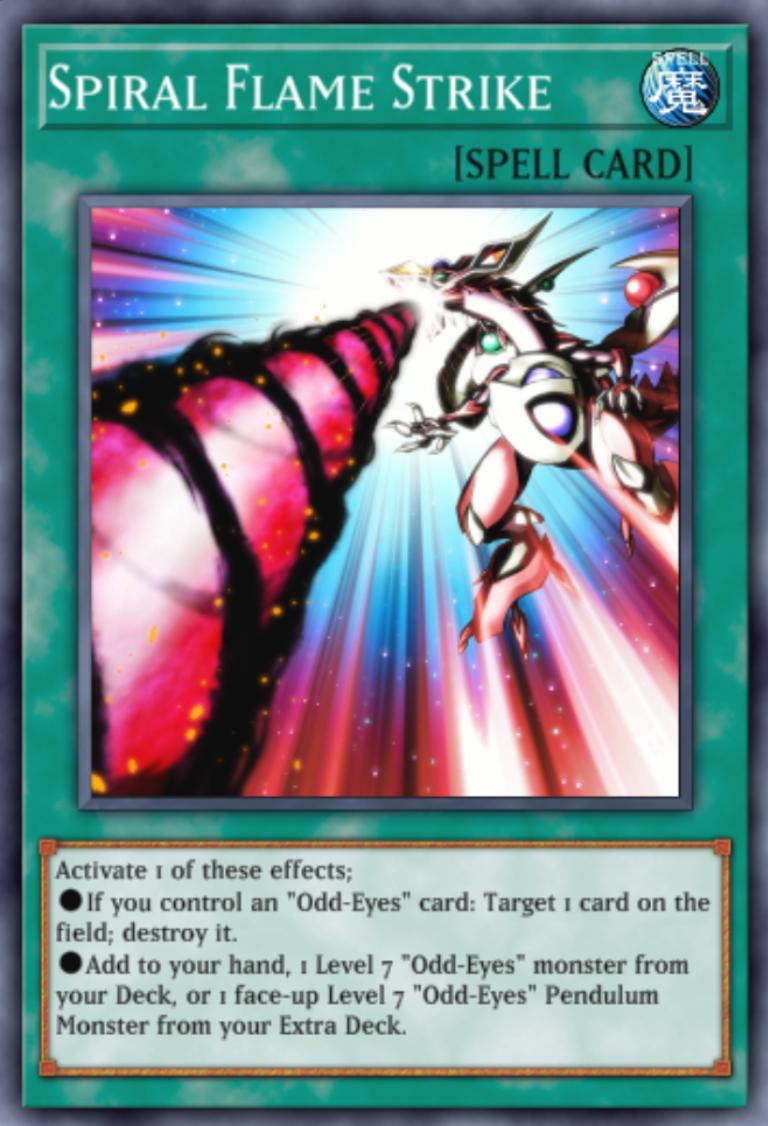 SPIRAL FLAME STRIKE
SPELL
魔
[SPELL CARD]
Activate 1 of these effects;
●If you control an "Odd-Eyes" card: Target 1 card on the
field; destroy it.
●Add to your hand, 1 Level 7 "Odd-Eyes" monster from
your Deck, or 1 face-up Level 7 "Odd-Eyes" Pendulum
Monster from your Extra Deck.